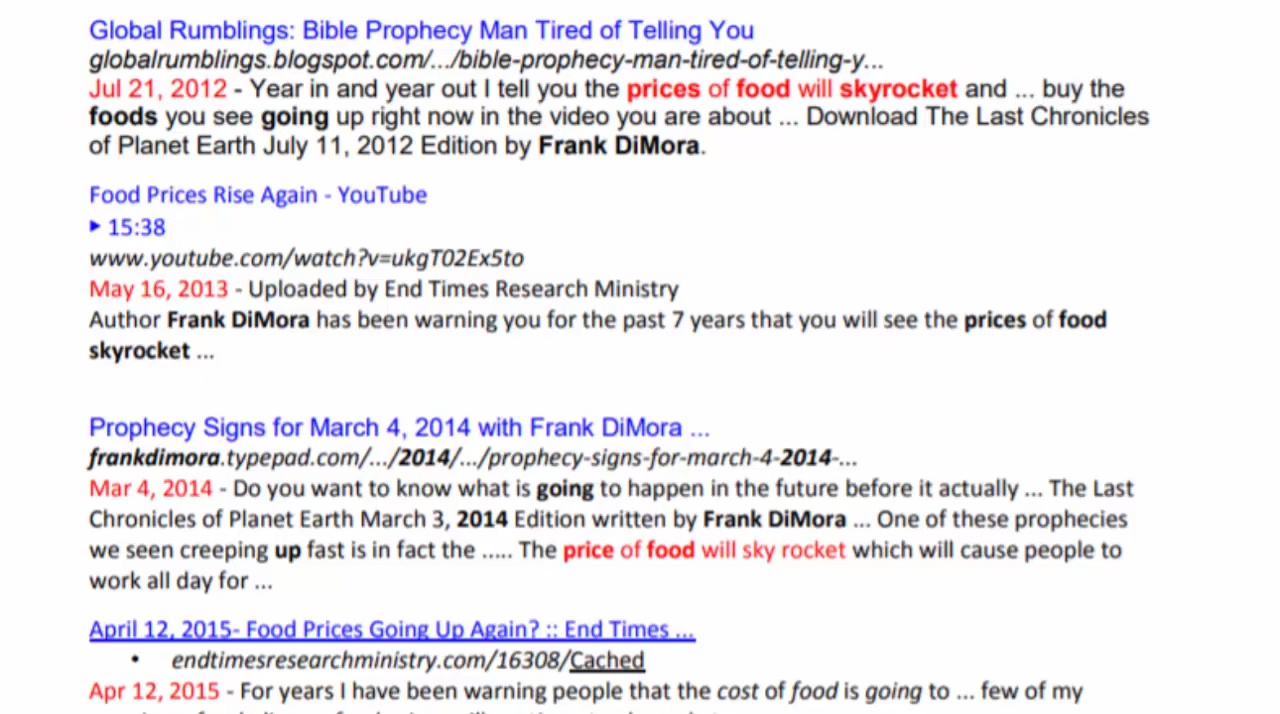 Global Rumblings: Bible Prophecy Man Tired of Telling You
globalrumblings.blogspot.com/.../bible-prophecy-man-tired-of-telling-y...
Jul 21, 2012 - Year in and year out I tell you the prices of food will skyrocket and ... buy the
foods you see going up right now in the video you are about ... Download The Last Chronicles
of Planet Earth July 11, 2012 Edition by Frank DiMora.
Food Prices Rise Again - YouTube
▶ 15:38
www.youtube.com/watch?v=ukgT02Ex5to
May 16, 2013 - Uploaded by End Times Research Ministry
Author Frank DiMora has been warning you for the past 7 years that you will see the prices of food
skyrocket ...
Prophecy Signs for March 4, 2014 with Frank DiMora ...
frankdimora.typepad.com/.../2014/.../prophecy-signs-for-march-4-2014-...
Mar 4, 2014 - Do you want to know what is going to happen in the future before it actually ... The Last
Chronicles of Planet Earth March 3, 2014 Edition written by Frank DiMora ... One of these prophecies
we seen creeping up fast is in fact the ..... The price of food will sky rocket which will cause people to
work all day for ...
April 12, 2015- Food Prices Going Up Again? :: End Times ...
• endtimesresearchministry.com/16308/Cached
Apr 12, 2015 - For years I have been warning people that the cost of food is going to ... few of my